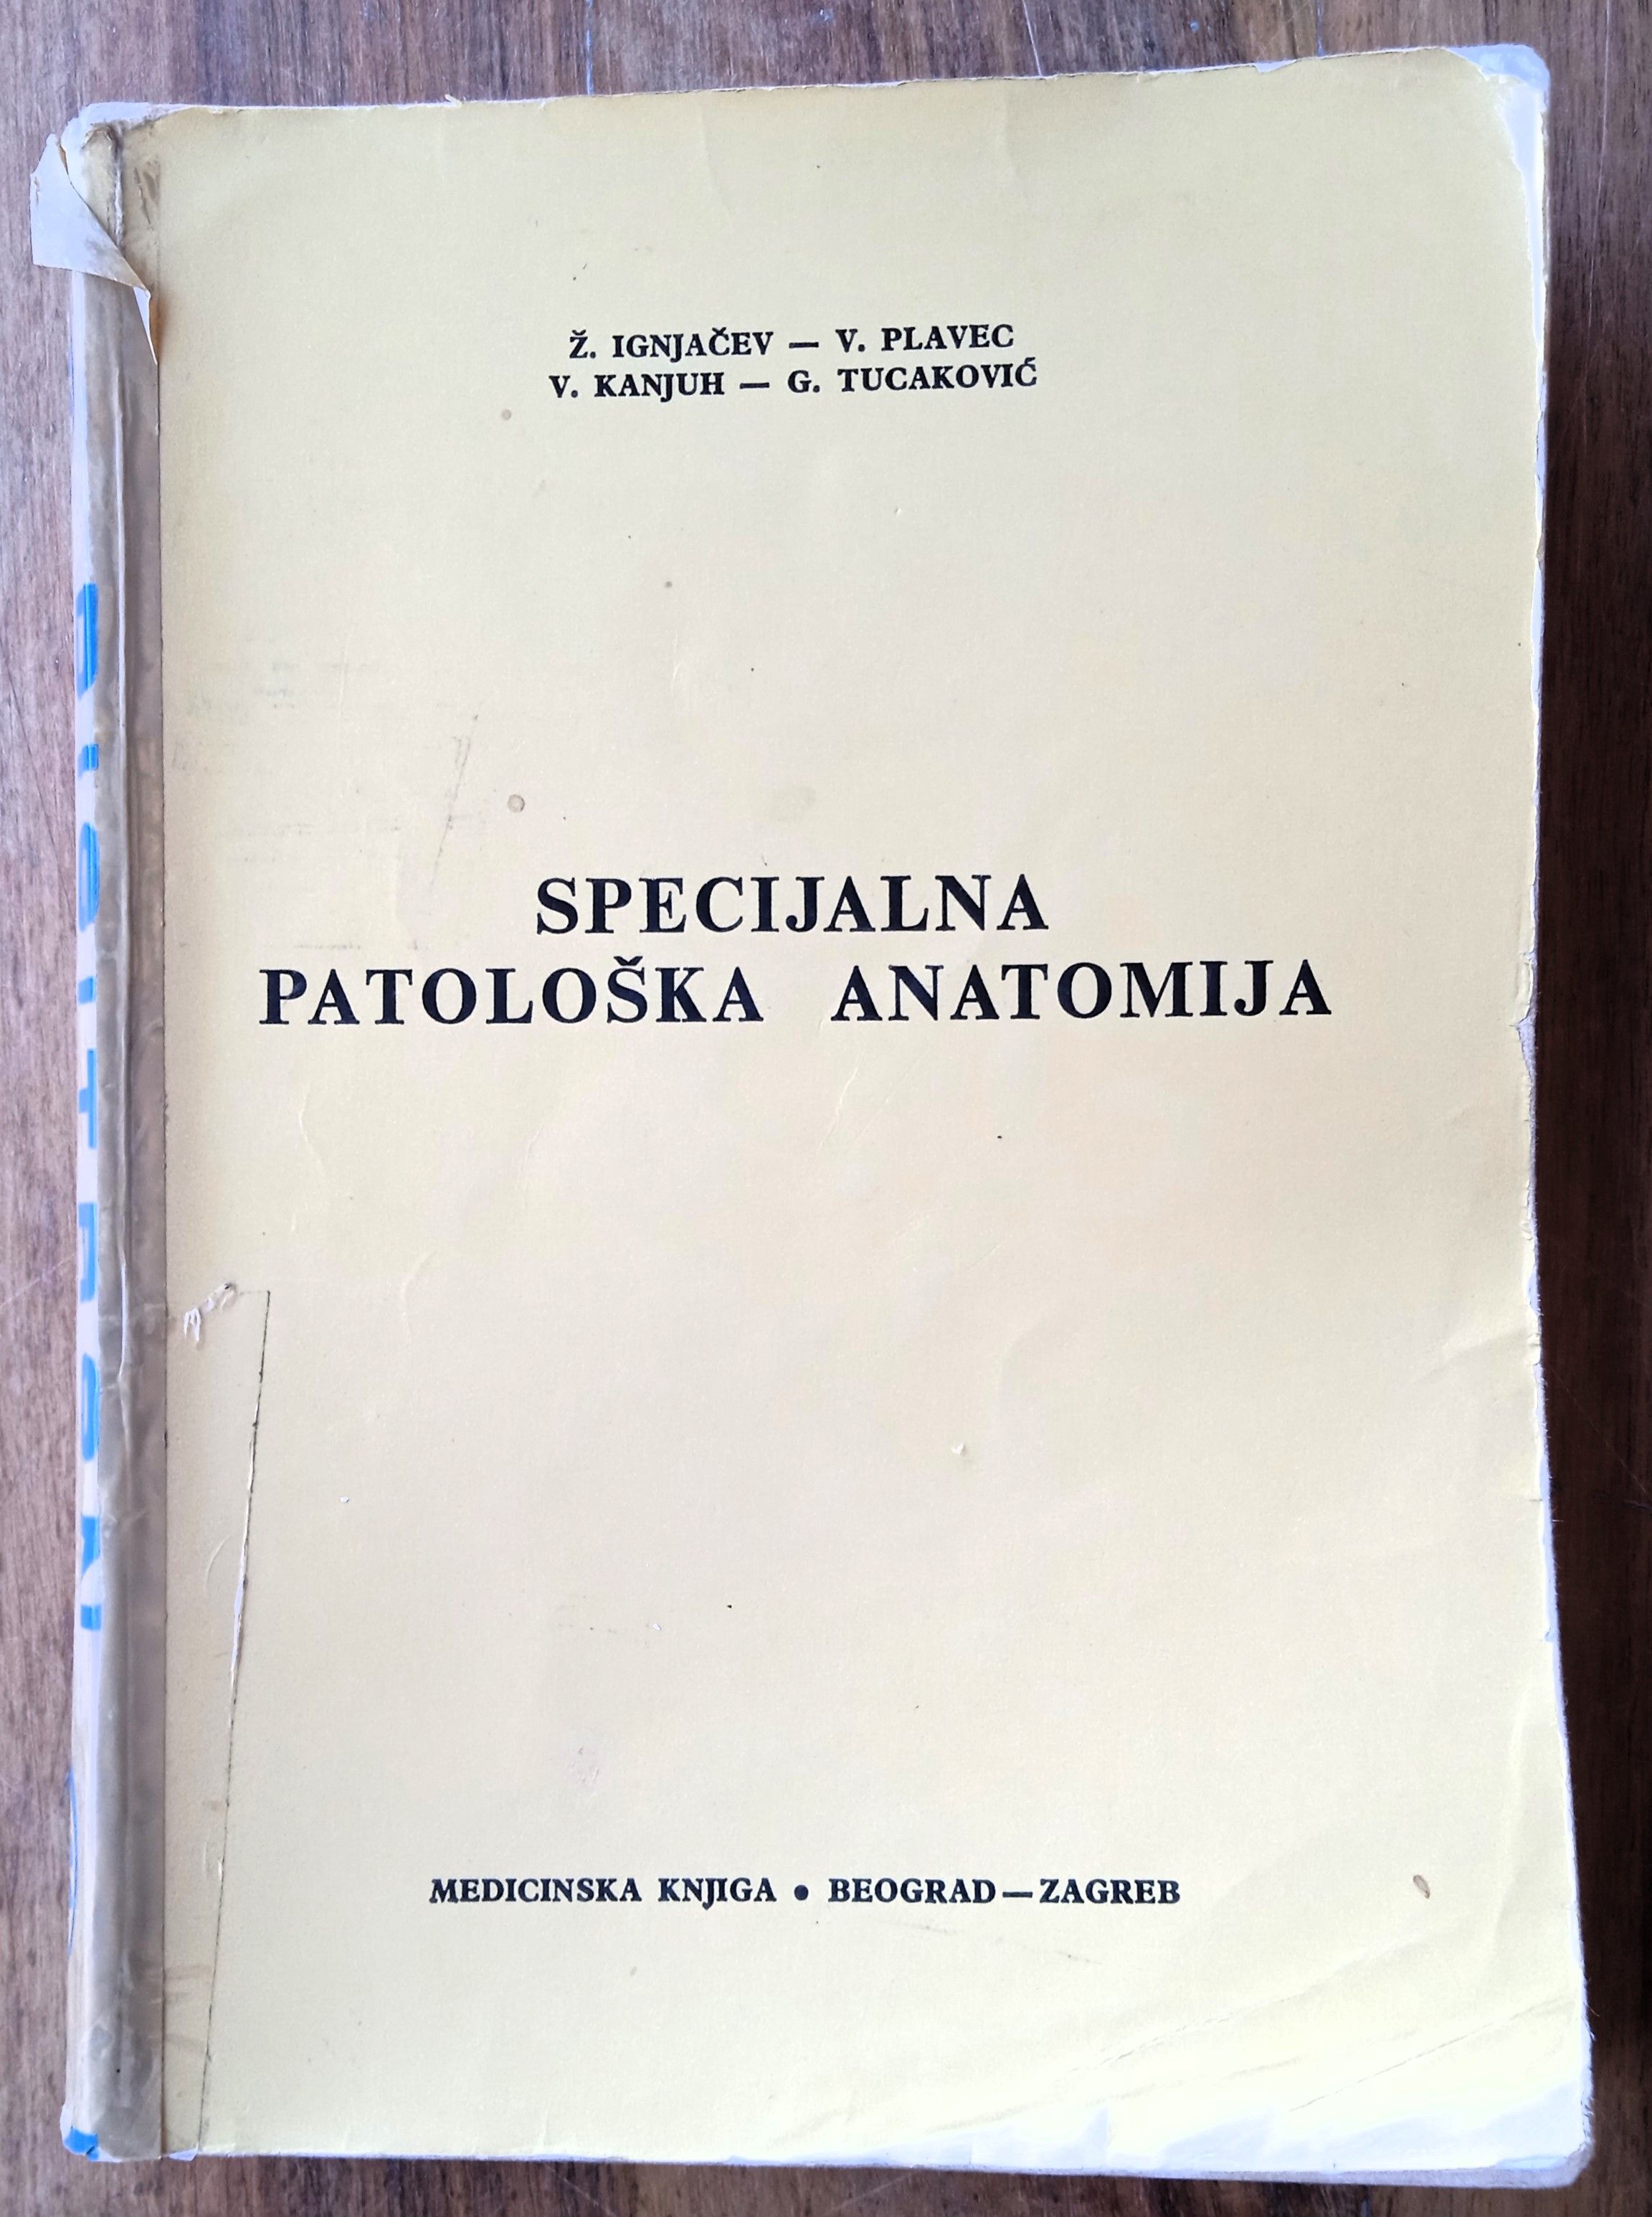 Ž. IGNJAČEV — V. PLAVEC
V. KANJUH — G. TUCAKOVIĆ
SPECIJALNA
PATOLOŠKA ANATOMIJA
MEDICINSKA KNJIGA • BEOGRAD — ZAGREB